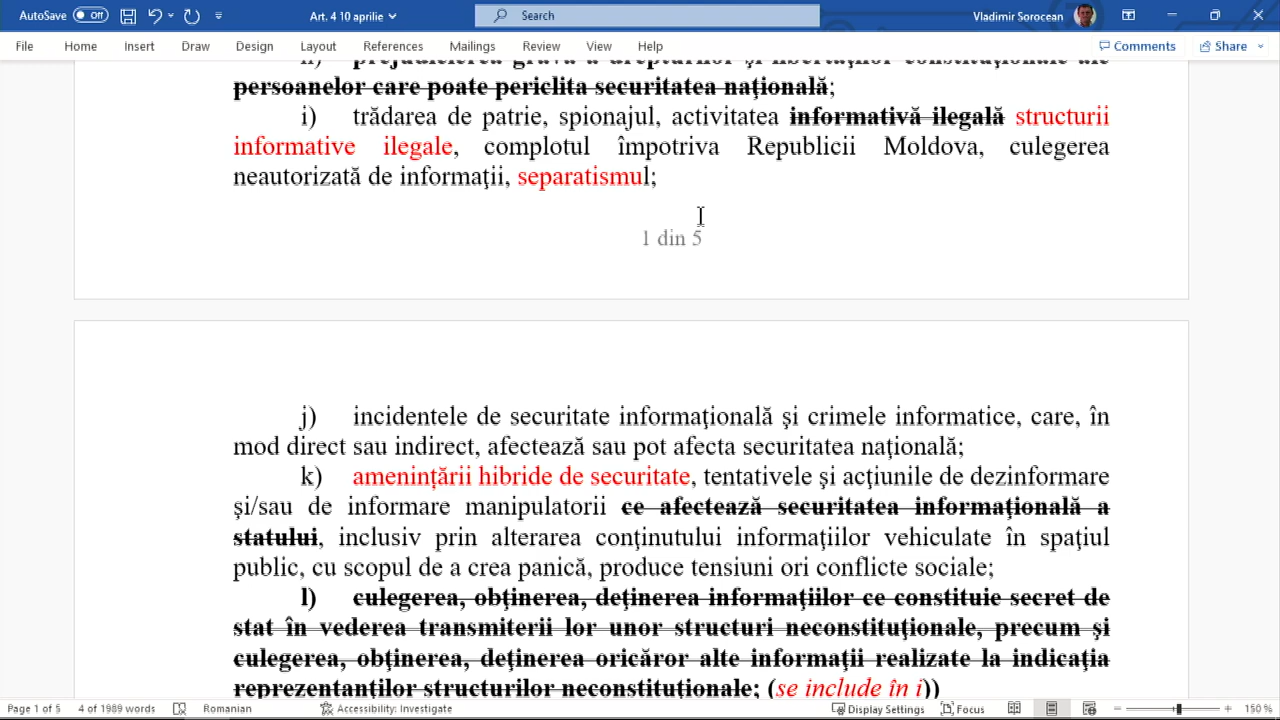 AutoSave Off Art. 4 10 aprilie Search Vladimir Sorocean
File Home Insert Draw Design Layout References Mailings Review View Help Comments Share
h) prejudicierea gravă a drepturilor şi libertăţilor constituţionale ale
persoanelor care poate periclita securitatea naţională;
i) trădarea de patrie, spionajul, activitatea informativă ilegală structurii
informative ilegale, complotul împotriva Republicii Moldova, culegerea
neautorizată de informaţii, separatismul;
1 din 5
j) incidentele de securitate informaţională şi crimele informatice, care, în
mod direct sau indirect, afectează sau pot afecta securitatea naţională;
k) amenințării hibride de securitate, tentativele şi acţiunile de dezinformare
şi/sau de informare manipulatorii ce afectează securitatea informaţională a
statului, inclusiv prin alterarea conţinutului informaţiilor vehiculate în spaţiul
public, cu scopul de a crea panică, produce tensiuni ori conflicte sociale;
l) culegerea, obţinerea, deţinerea informaţiilor ce constituie secret de
stat în vederea transmiterii lor unor structuri neconstituţionale, precum şi
culegerea, obţinerea, deţinerea oricăror alte informaţii realizate la indicaţia
reprezentanţilor structurilor neconstituţionale; (se include în i))
Page 1 of 5 4 of 1989 words Romanian Accessibility: Investigate Display Settings Focus 150 %